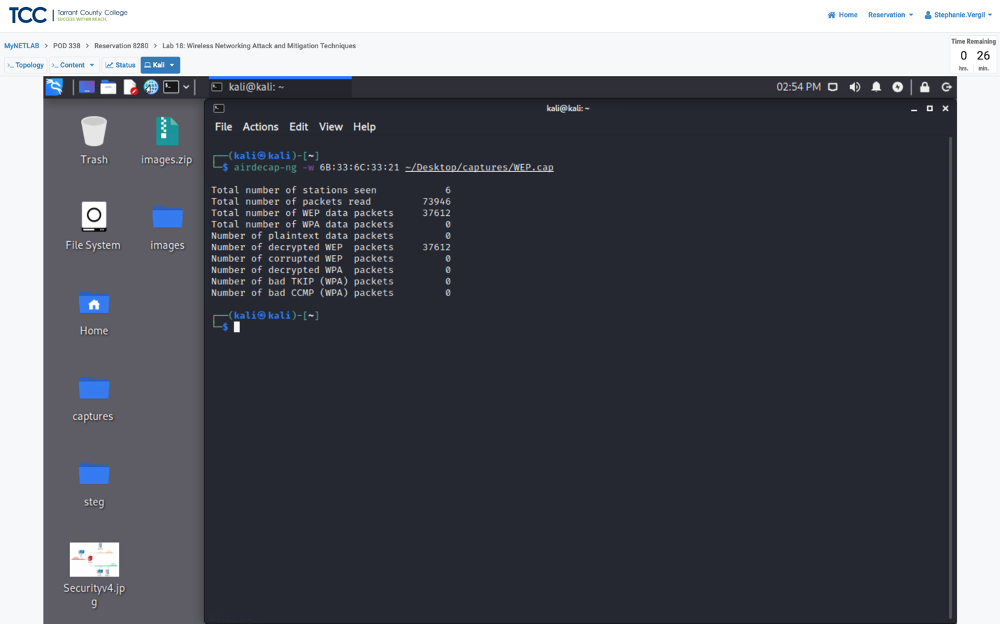 TCC Tarrant County College
SUCCESS WITHIN REACH.
Home Reservation Stephanie.Vergil
MyNETLAB > POD 338 > Reservation 8280 > Lab 18: Wireless Networking Attack and Mitigation Techniques
Time Remaining
0 26
hrs. min.
>_ Topology >_ Content Status Kali
kali@kali: ~
02:54 PM
kali@kali: ~
File Actions Edit View Help
Trash
images.zip
File System
images
Home
captures
steg
Securityv4.jp
g
┌──(kali㉿kali)-[~]
└─$ airdecap-ng -w 6B:33:6C:33:21 ~/Desktop/captures/WEP.cap
Total number of stations seen 6
Total number of packets read 73946
Total number of WEP data packets 37612
Total number of WPA data packets 0
Number of plaintext data packets 0
Number of decrypted WEP packets 37612
Number of corrupted WEP packets 0
Number of decrypted WPA packets 0
Number of bad TKIP (WPA) packets 0
Number of bad CCMP (WPA) packets 0
┌──(kali㉿kali)-[~]
└─$